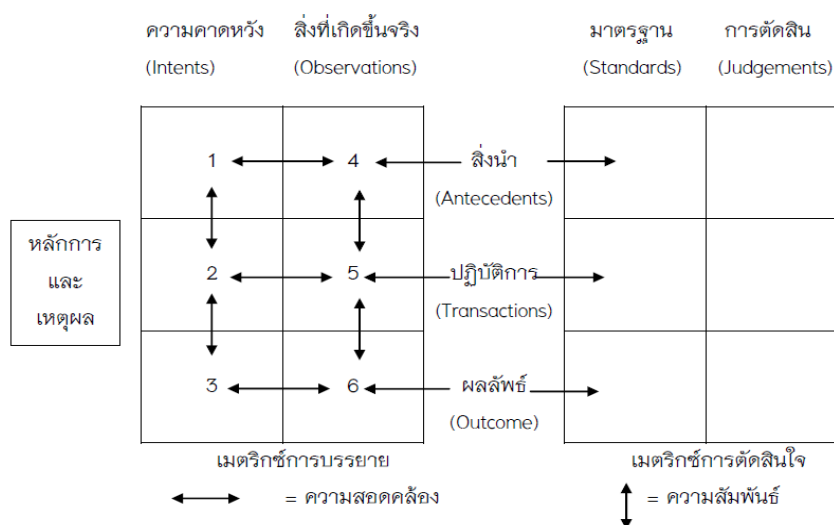 ความคาดหวัง สิ่งที่เกิดขึ้นจริง มาตรฐาน การตัดสิน
(Intents) (Observations) (Standards) (Judgements)
1 4 สิ่งนำ
(Antecedents)
หลักการ
และ
เหตุผล
2 5 ปฏิบัติการ
(Transactions)
3 6 ผลลัพธ์
(Outcome)
เมตริกซ์การบรรยาย เมตริกซ์การตัดสินใจ
= ความสอดคล้อง = ความสัมพันธ์